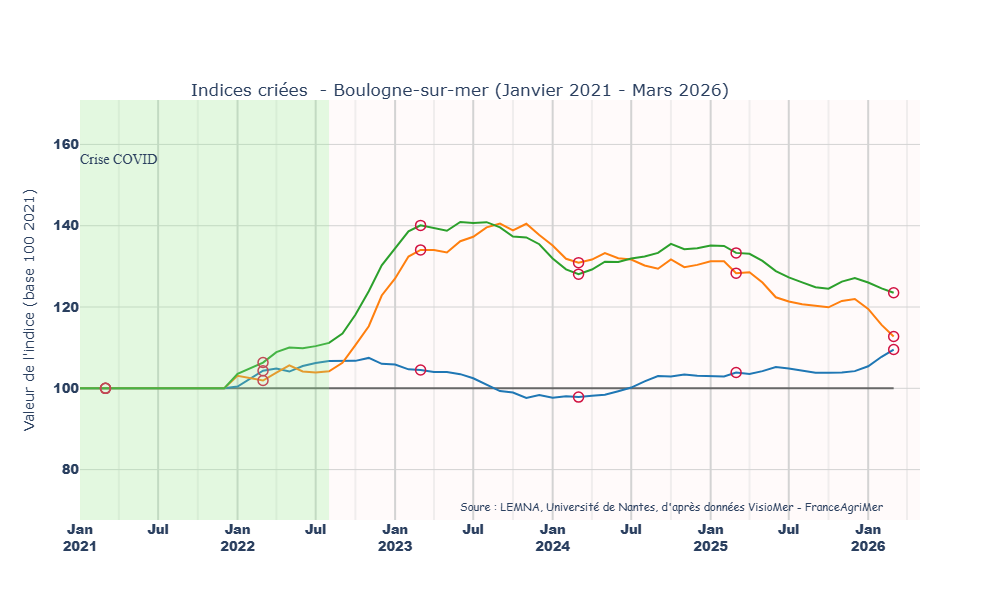 Indices criées - Boulogne-sur-mer (Janvier 2021 - Mars 2026)
Valeur de l'indice (base 100 2021)
160
Crise COVID
140
120
100
80
Soure : LEMNA, Université de Nantes, d'après données VisioMer - FranceAgriMer
Jan Jul Jan Jul Jan Jul Jan Jul Jan Jul Jan
2021 2022 2023 2024 2025 2026